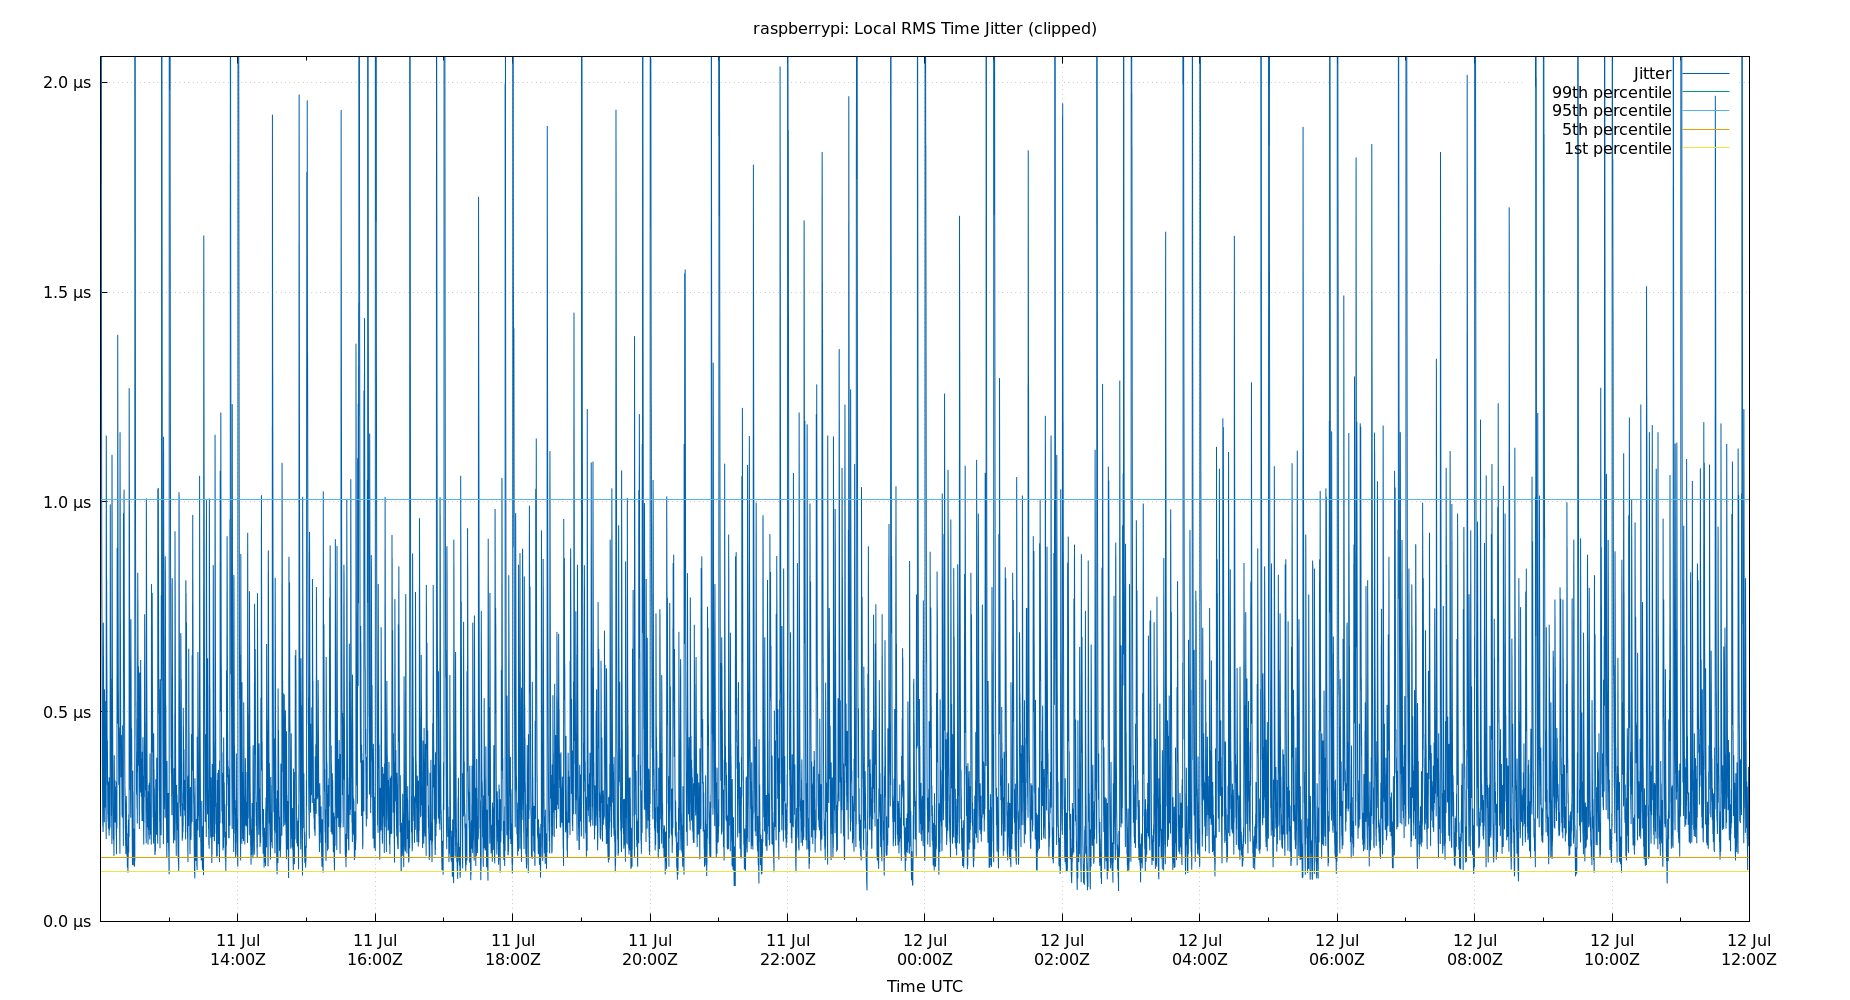 raspberrypi: Local RMS Time Jitter (clipped)
2.0 µs
1.5 µs
1.0 µs
0.5 µs
0.0 µs
Jitter
99th percentile
95th percentile
5th percentile
1st percentile
11 Jul 11 Jul 11 Jul 11 Jul 11 Jul 12 Jul 12 Jul 12 Jul 12 Jul 12 Jul 12 Jul 12 Jul
14:00Z 16:00Z 18:00Z 20:00Z 22:00Z 00:00Z 02:00Z 04:00Z 06:00Z 08:00Z 10:00Z 12:00Z
Time UTC